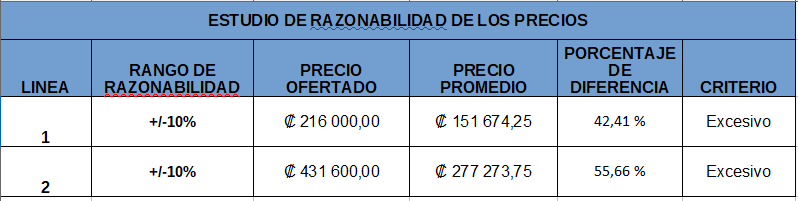 ESTUDIO DE RAZONABILIDAD DE LOS PRECIOS
LINEA RANGO DE RAZONABILIDAD PRECIO OFERTADO PRECIO PROMEDIO PORCENTAJE DE DIFERENCIA CRITERIO
1 +/-10% ₡ 216 000,00 ₡ 151 674,25 42,41 % Excesivo
2 +/-10% ₡ 431 600,00 ₡ 277 273,75 55,66 % Excesivo